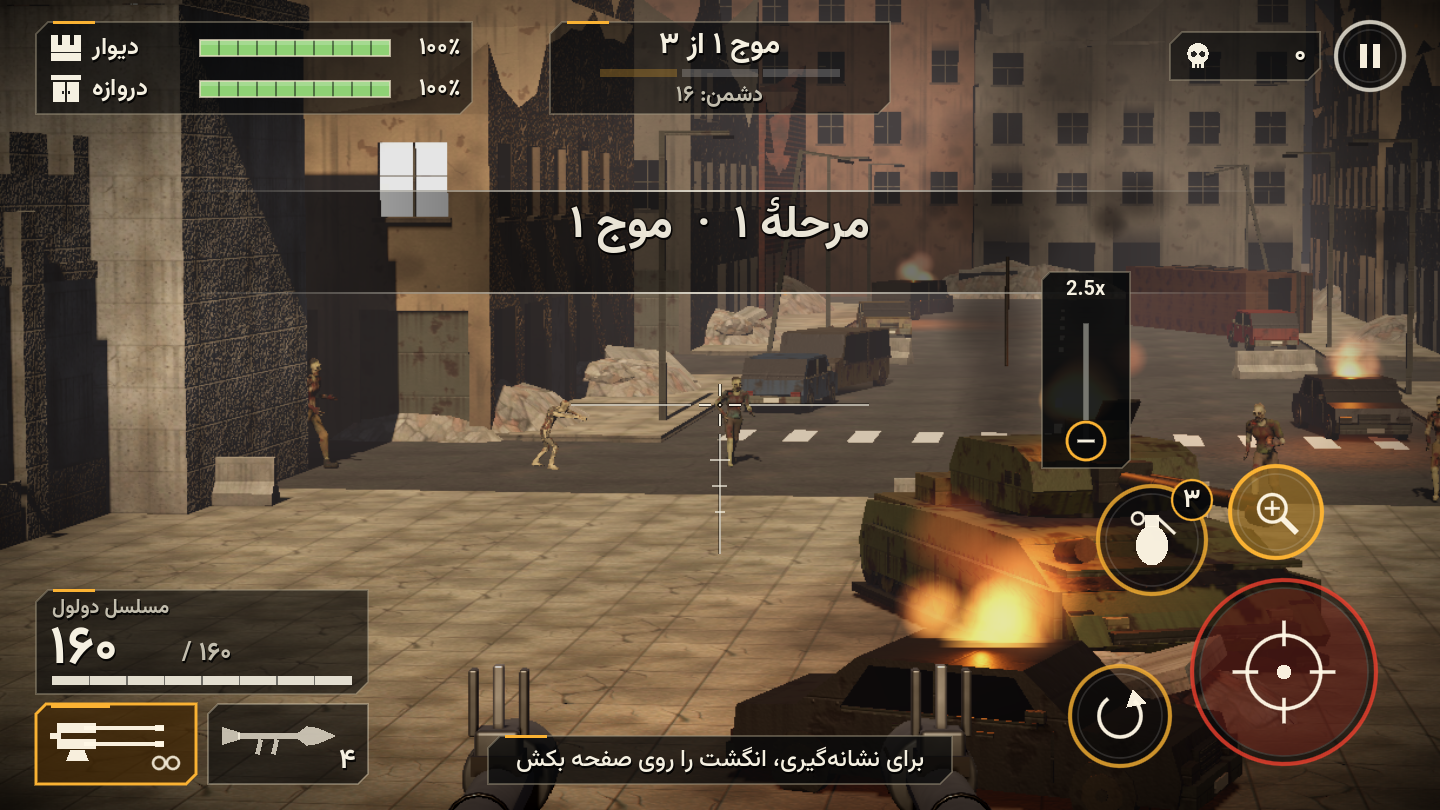 دیوار ۱۰۰٪
دروازه ۱۰۰٪
موج ۱ از ۳
دشمن: ۱۶
۰
مرحلهٔ ۱ · موج ۱
2.5x
۳
مسلسل دولول
۱۶۰ / ۱۶۰
∞
۴
برای نشانه‌گیری، انگشت را روی صفحه بکش